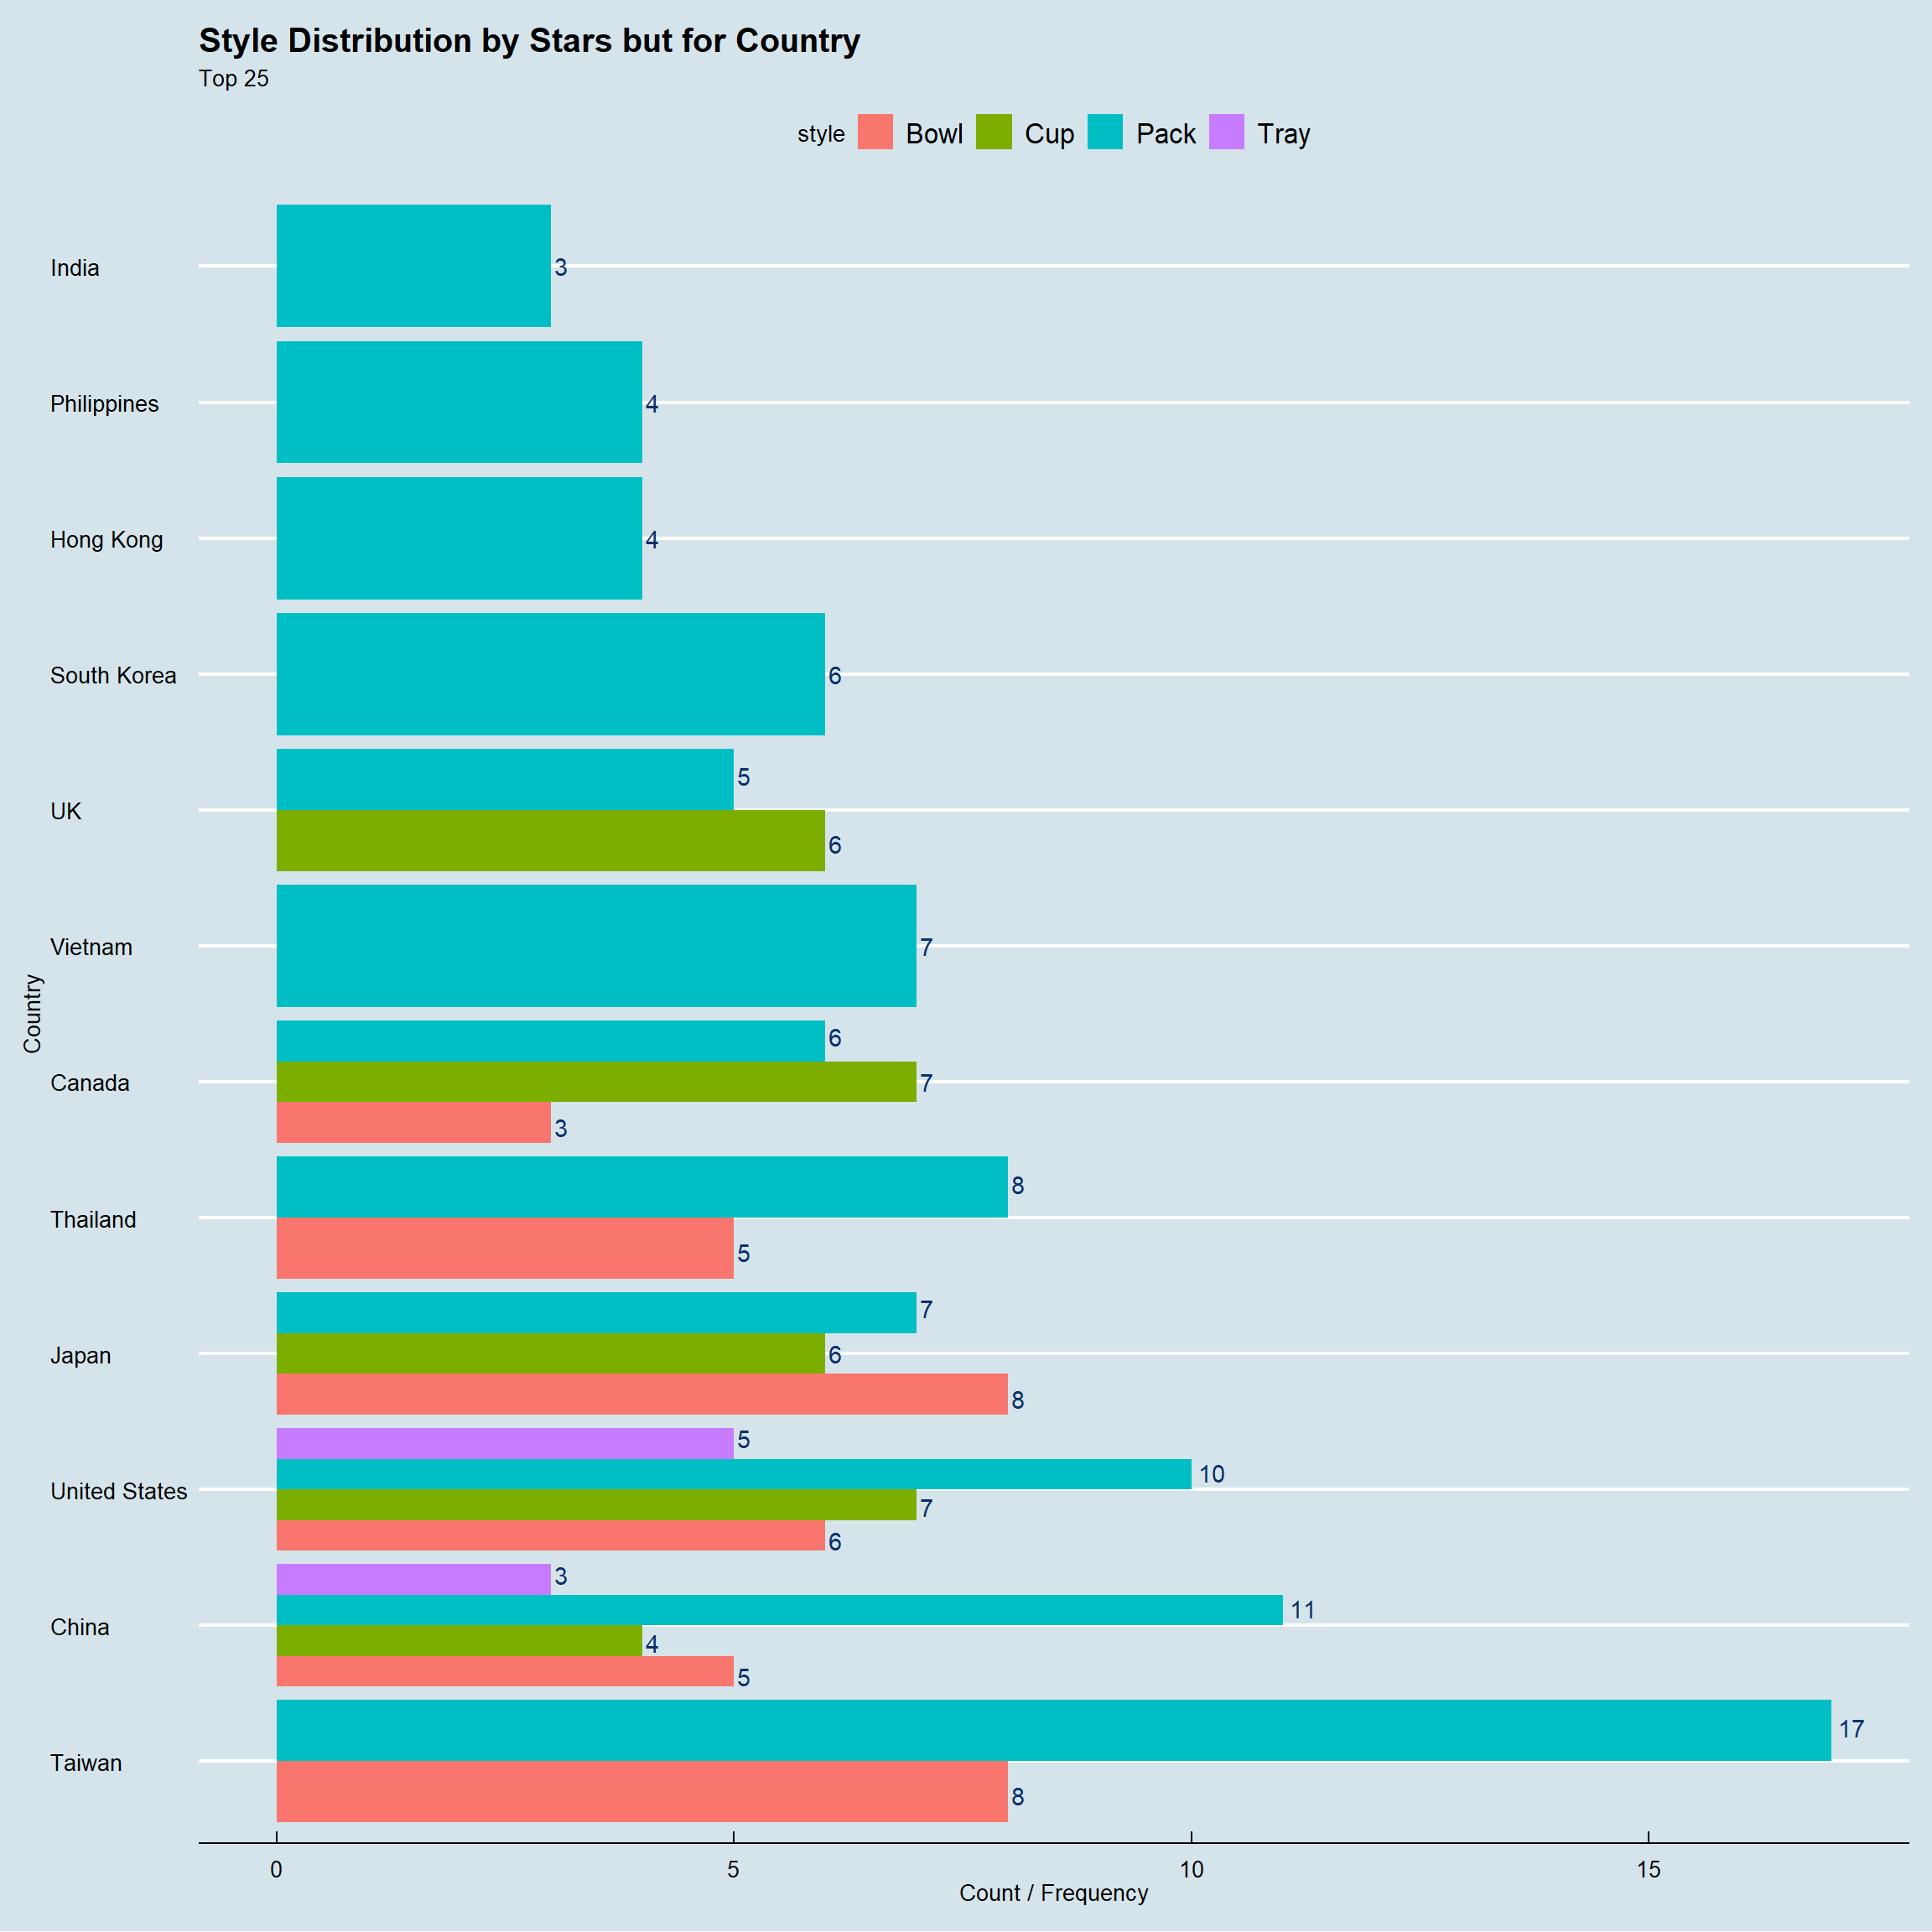 Style Distribution by Stars but for Country
Top 25
style Bowl Cup Pack Tray
India 3
Philippines 4
Hong Kong 4
South Korea 6
UK 5
6
Vietnam 7
Country
Canada 6
7
3
Thailand 8
5
Japan 7
6
8
United States 5
10
7
6
China 3
11
4
5
Taiwan 17
8
0 5 10 15
Count / Frequency